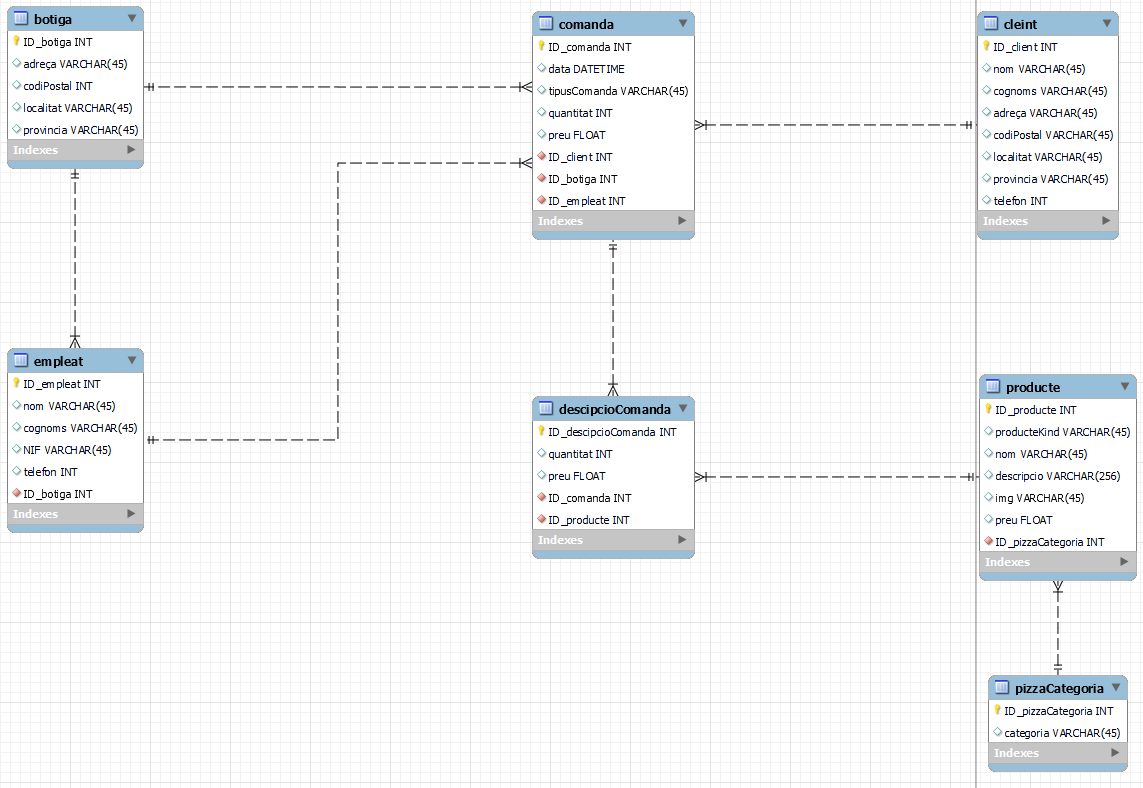 botiga
ID_botiga INT
adreça VARCHAR(45)
codiPostal INT
localitat VARCHAR(45)
provincia VARCHAR(45)
Indexes
comanda
ID_comanda INT
data DATETIME
tipusComanda VARCHAR(45)
quantitat INT
preu FLOAT
ID_client INT
ID_botiga INT
ID_empleat INT
Indexes
cleint
ID_client INT
nom VARCHAR(45)
cognoms VARCHAR(45)
adreça VARCHAR(45)
codiPostal VARCHAR(45)
localitat VARCHAR(45)
provincia VARCHAR(45)
telefon INT
Indexes
empleat
ID_empleat INT
nom VARCHAR(45)
cognoms VARCHAR(45)
NIF VARCHAR(45)
telefon INT
ID_botiga INT
Indexes
descipcioComanda
ID_descipcioComanda INT
quantitat INT
preu FLOAT
ID_comanda INT
ID_producte INT
Indexes
producte
ID_producte INT
producteKind VARCHAR(45)
nom VARCHAR(45)
descripcio VARCHAR(256)
img VARCHAR(45)
preu FLOAT
ID_pizzaCategoria INT
Indexes
pizzaCategoria
ID_pizzaCategoria INT
categoria VARCHAR(45)
Indexes